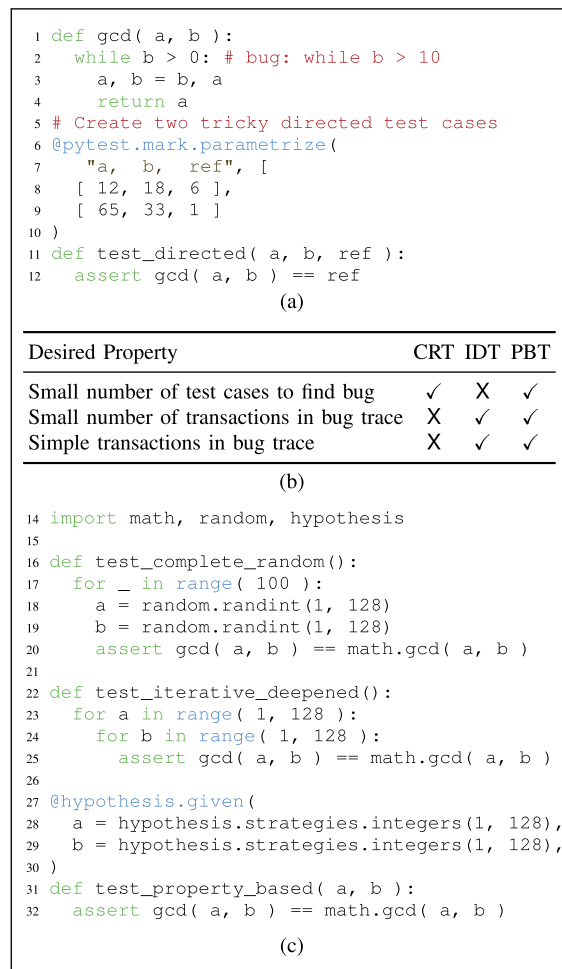 1 def gcd( a, b ):
2   while b > 0: # bug: while b > 10
3     a, b = b, a
4     return a
5 # Create two tricky directed test cases
6 @pytest.mark.parametrize(
7   "a, b, ref", [
8   [ 12, 18, 6 ],
9   [ 65, 33, 1 ]
10 )
11 def test_directed( a, b, ref ):
12   assert gcd( a, b ) == ref
(a)
Desired Property CRT IDT PBT
Small number of test cases to find bug ✓ X ✓
Small number of transactions in bug trace X ✓ ✓
Simple transactions in bug trace X ✓ ✓
(b)
14 import math, random, hypothesis
15
16 def test_complete_random():
17   for _ in range( 100 ):
18     a = random.randint(1, 128)
19     b = random.randint(1, 128)
20     assert gcd( a, b ) == math.gcd( a, b )
21
22 def test_iterative_deepened():
23   for a in range( 1, 128 ):
24     for b in range( 1, 128 ):
25       assert gcd( a, b ) == math.gcd( a, b )
26
27 @hypothesis.given(
28   a = hypothesis.strategies.integers(1, 128),
29   b = hypothesis.strategies.integers(1, 128),
30 )
31 def test_property_based( a, b ):
32   assert gcd( a, b ) == math.gcd( a, b )
(c)